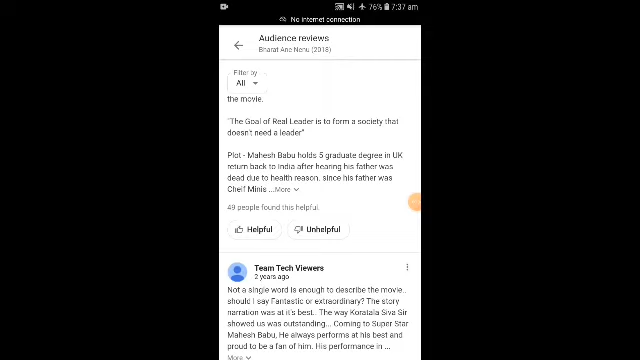 76% 7:37 am
No internet connection
Audience reviews
Bharat Ane Nenu (2018)
Filter by
All
the movie.
"The Goal of Real Leader is to form a society that
doesn't need a leader"
Plot - Mahesh Babu holds 5 graduate degree in UK
return back to India after hearing his father was
dead due to health reason, since his father was
Cheif Minis ...More
49 people found this helpful.
Helpful Unhelpful
Team Tech Viewers
2 years ago
Not a single word is enough to describe the movie..
should I say Fantastic or extraordinary? The story
narration was at it's best.. The way Koratala Siva Sir
showed us was outstanding... Coming to Super Star
Mahesh Babu, He always performs at his best and
proud to be a fan of him. His performance in ...
More